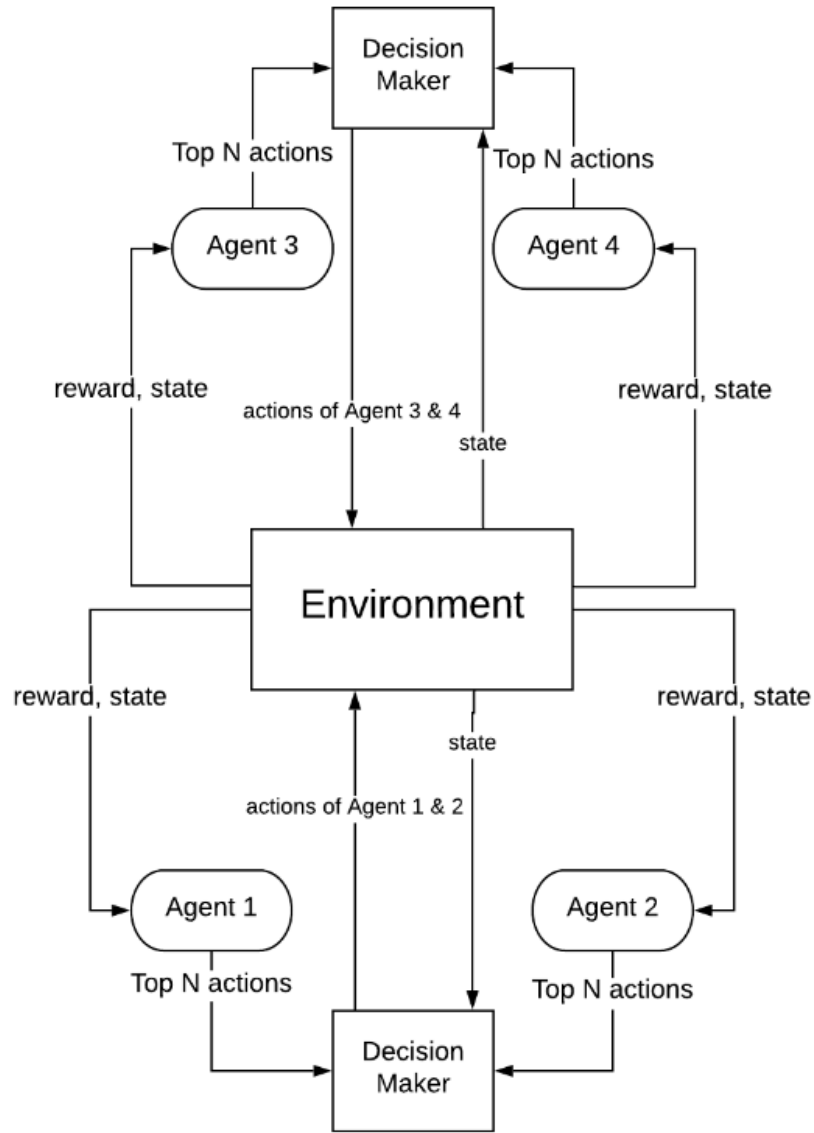 Decision
Maker
Top N actions
Top N actions
Agent 3
Agent 4
reward, state
reward, state
actions of Agent 3 & 4
state
Environment
reward, state
reward, state
state
actions of Agent 1 & 2
Agent 1
Agent 2
Top N actions
Top N actions
Decision
Maker